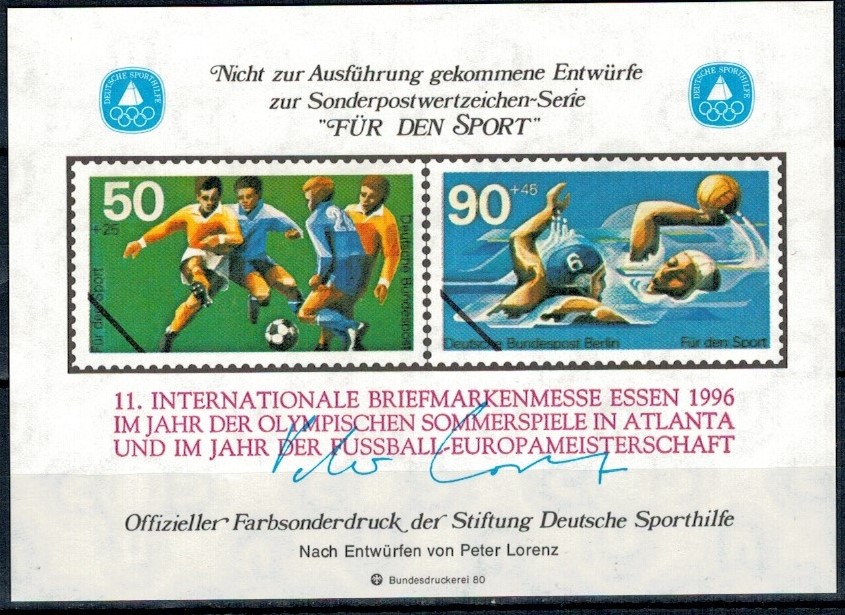 DEUTSCHE SPORTHILFE
DEUTSCHE SPORTHILFE
Nicht zur Ausführung gekommene Entwürfe
zur Sonderpostwertzeichen-Serie
"FÜR DEN SPORT"
50
+25
Für den Sport
Deutsche Bundespost
90 +45
6
Deutsche Bundespost Berlin
Für den Sport
11. INTERNATIONALE BRIEFMARKENMESSE ESSEN 1996
IM JAHR DER OLYMPISCHEN SOMMERSPIELE IN ATLANTA
UND IM JAHR DER FUSSBALL-EUROPAMEISTERSCHAFT
Offizieller Farbsonderdruck der Stiftung Deutsche Sporthilfe
Nach Entwürfen von Peter Lorenz
Bundesdruckerei 80